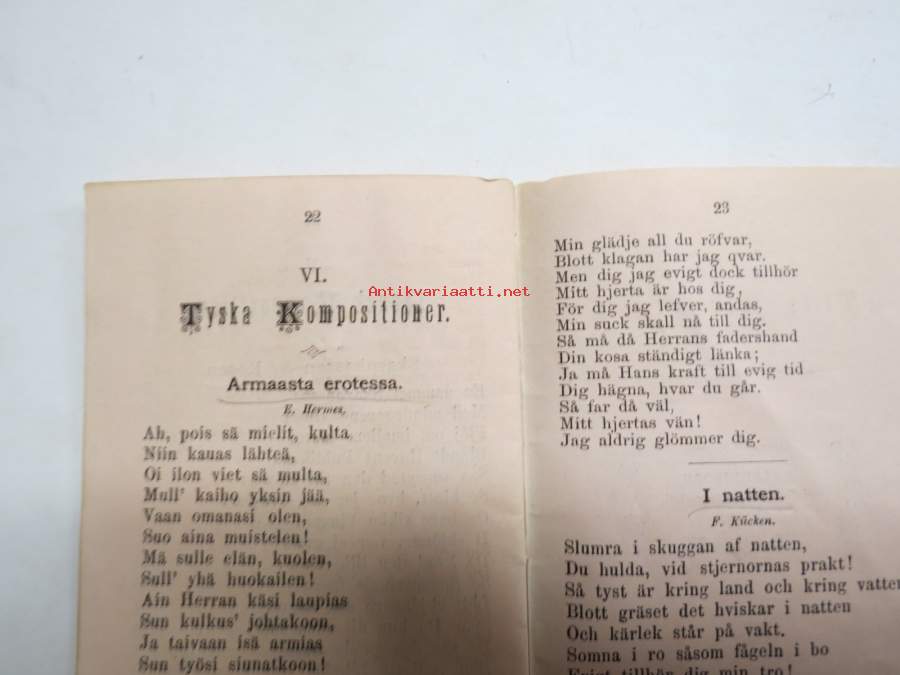 22
VI.
Tyska Kompositioner.
Armaasta erotessa.
E. Hermes.
Ah, pois sä mielit, kulta
Niin kauas lähteä,
Oi ilon viet sä multa,
Mull' kaiho yksin jää,
Vaan omanasi olen,
Suo aina muistelen!
Mä sulle elän, kuolen,
Sull' yhä huokailen!
Ain Herran käsi laupias
Sun kulkus' johtakoon,
Ja taivaan isä armias
Sun työsi siunatkoon!
23
Min glädje all du röfvar,
Blott klagan har jag qvar.
Men dig jag evigt dock tillhör
Mitt hjerta är hos dig,
För dig jag lefver, andas,
Min suck skall nå till dig.
Så må då Herrans fadershand
Din kosa ständigt länka;
Ja må Hans kraft till evig tid
Dig hägna, hvar du går.
Så far då väl,
Mitt hjertas vän!
Jag aldrig glömmer dig.
I natten.
F. Kücken.
Slumra i skuggan af natten,
Du hulda, vid stjernornas prakt!
Så tyst är kring land och kring vatten
Blott gräset det hviskar i natten
Och kärlek står på vakt.
Somna i ro såsom fågeln i bo
Evigt tillhör dig min tro!
Antikvariaatti.net